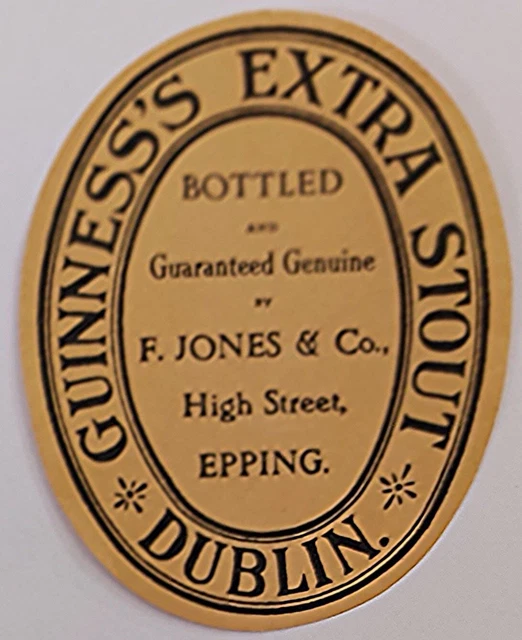 GUINNESS'S EXTRA STOUT
BOTTLED
AND
Guaranteed Genuine
BY
F. JONES & Co.,
High Street,
EPPING.
DUBLIN.